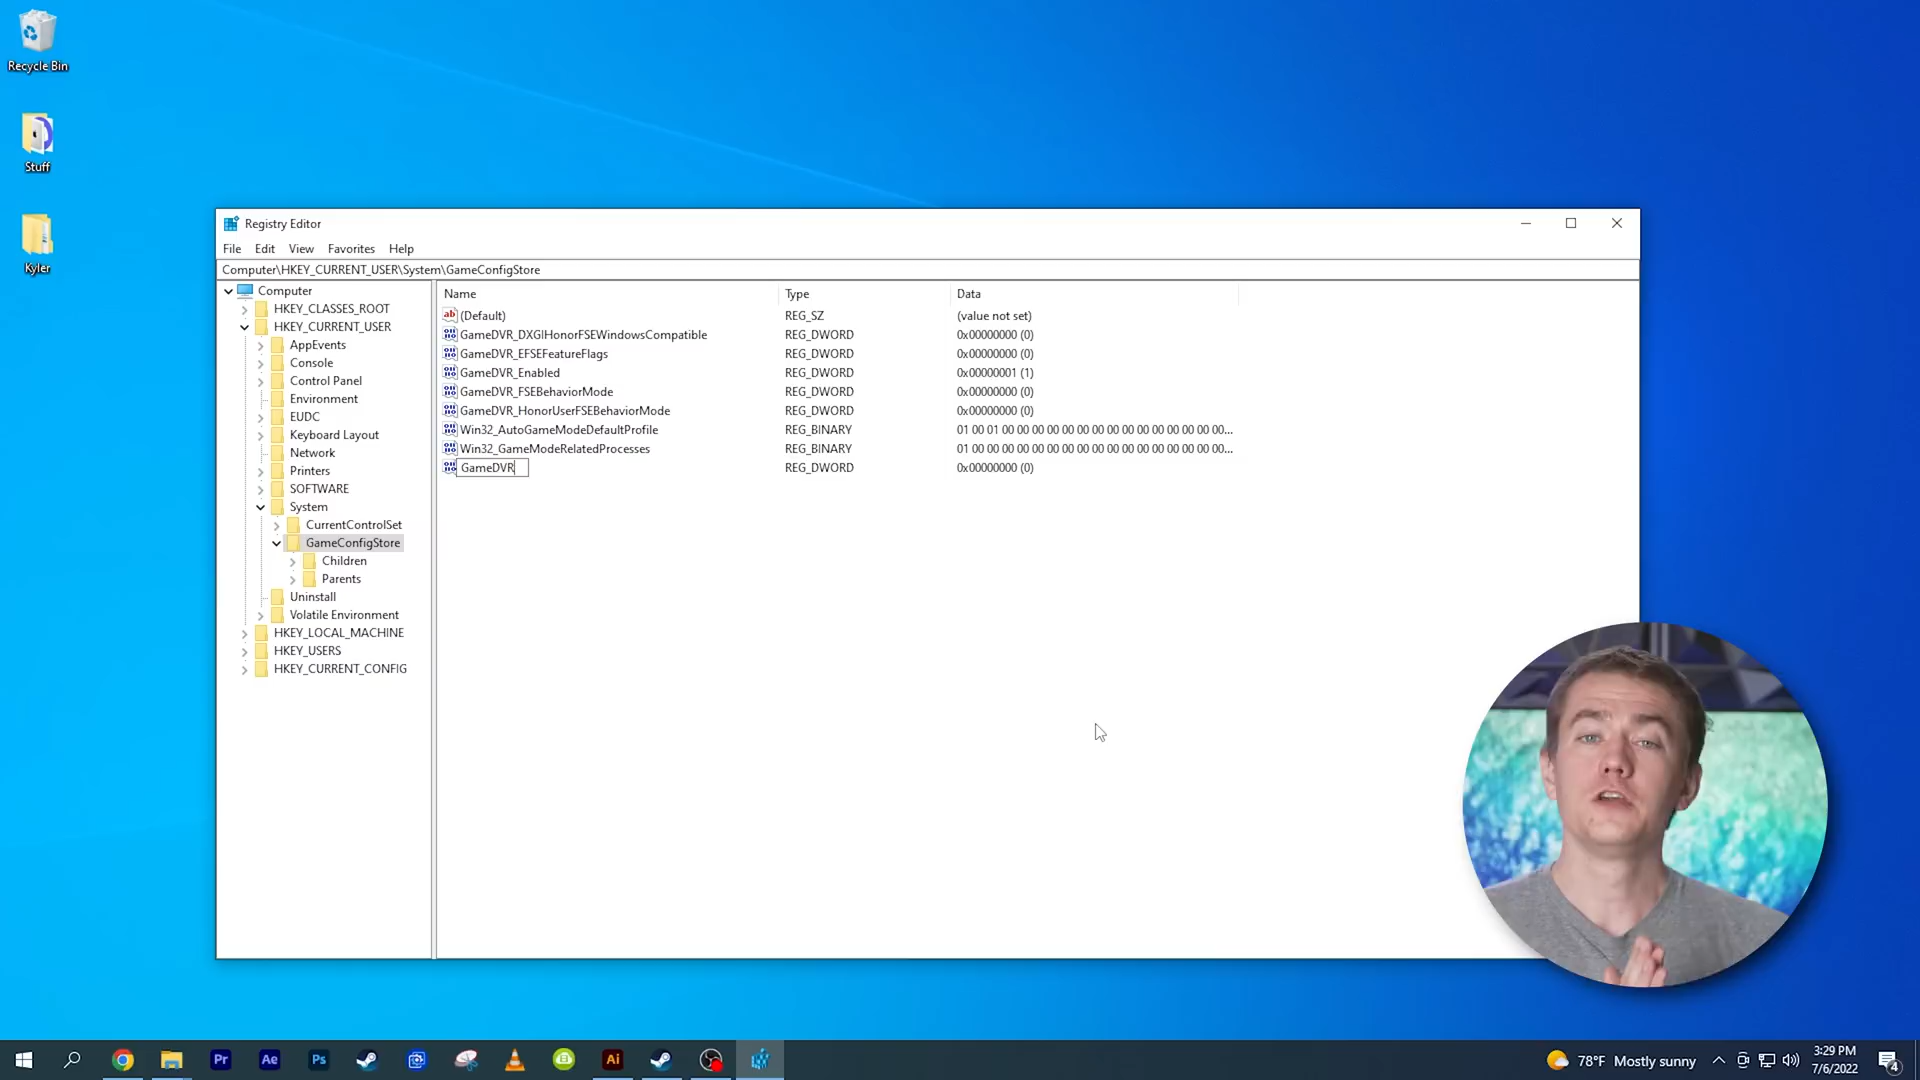 Recycle Bin
Stuff
Kyler
Registry Editor
File Edit View Favorites Help
Computer\HKEY_CURRENT_USER\System\GameConfigStore
Computer
HKEY_CLASSES_ROOT
HKEY_CURRENT_USER
AppEvents
Console
Control Panel
Environment
EUDC
Keyboard Layout
Network
Printers
SOFTWARE
System
CurrentControlSet
GameConfigStore
Children
Parents
Uninstall
Volatile Environment
HKEY_LOCAL_MACHINE
HKEY_USERS
HKEY_CURRENT_CONFIG
Name Type Data
ab (Default) REG_SZ (value not set)
GameDVR_DXGIHonorFSEWindowsCompatible REG_DWORD 0x00000000 (0)
GameDVR_EFSEFeatureFlags REG_DWORD 0x00000000 (0)
GameDVR_Enabled REG_DWORD 0x00000001 (1)
GameDVR_FSEBehaviorMode REG_DWORD 0x00000000 (0)
GameDVR_HonorUserFSEBehaviorMode REG_DWORD 0x00000000 (0)
Win32_AutoGameModeDefaultProfile REG_BINARY 01 00 01 00 00 00 00 00 00 00 00 00 00 00 00 00 00 00...
Win32_GameModeRelatedProcesses REG_BINARY 01 00 00 00 00 00 00 00 00 00 00 00 00 00 00 00 00 00...
GameDVR REG_DWORD 0x00000000 (0)
Pr Ae Ps Ai
78°F Mostly sunny
3:29 PM
7/6/2022
4